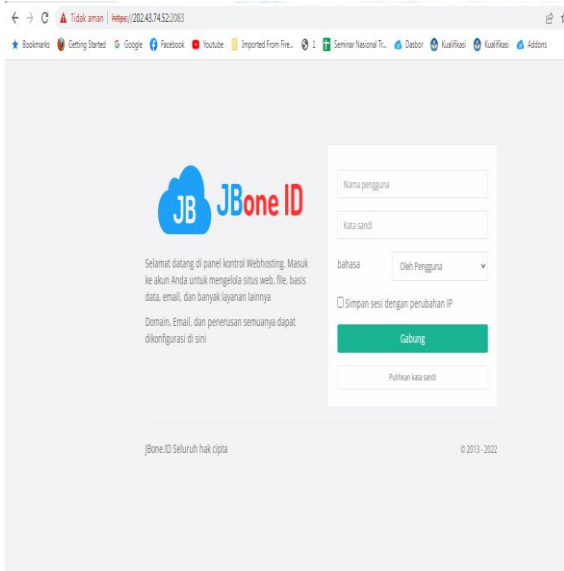 Tidak aman https://202.43.74.52:2083
Bookmarks Getting Started Google Facebook Youtube Imported From Fire... 1 Seminar Nasional Tr... Dasbor Kualifikasi Kualifikasi Addons
JB JBone ID
Selamat datang di panel kontrol Webhosting. Masuk
ke akun Anda untuk mengelola situs web, file, basis
data, email, dan banyak layanan lainnya
Domain, Email, dan penerusan semuanya dapat
dikonfigurasi di sini
Nama pengguna
Kata sandi
bahasa Oleh Pengguna
Simpan sesi dengan perubahan IP
Gabung
Pulihkan kata sandi
JBone.ID Seluruh hak cipta
© 2013 - 2022